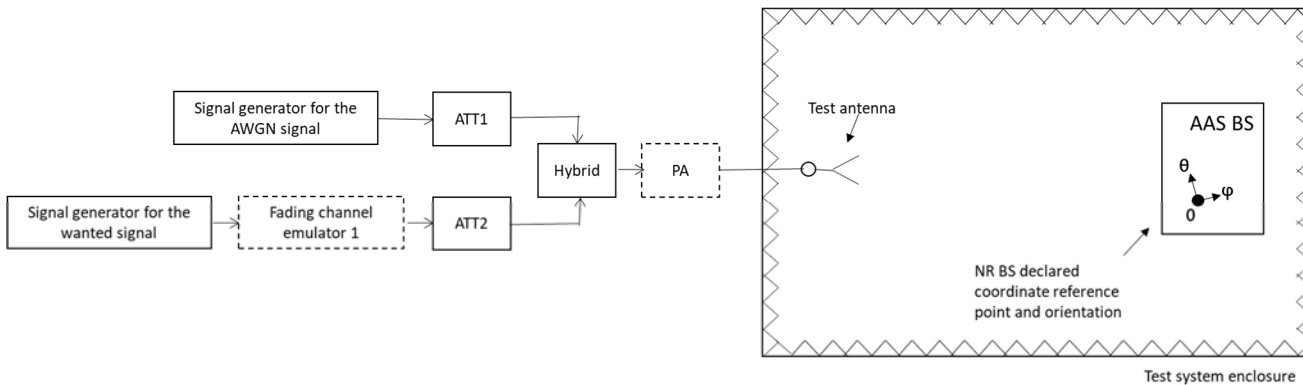 Signal generator for the
AWGN signal
ATT1
Hybrid
PA
Signal generator for the
wanted signal
Fading channel
emulator 1
ATT2
Test antenna
AAS BS
θ
φ
0
NR BS declared
coordinate reference
point and orientation
Test system enclosure